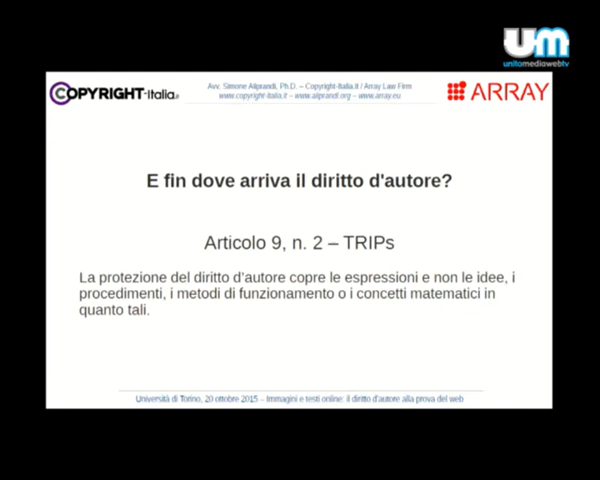 um
unitomediawebtv
COPYRIGHT-Italia.it
Avv. Simone Aliprandi, Ph.D. – Copyright-Italia.it / Array Law Firm
www.copyright-italia.it – www.aliprandi.org – www.array.eu
ARRAY
E fin dove arriva il diritto d'autore?
Articolo 9, n. 2 – TRIPs
La protezione del diritto d’autore copre le espressioni e non le idee, i
procedimenti, i metodi di funzionamento o i concetti matematici in
quanto tali.
Università di Torino, 20 ottobre 2015 – Immagini e testi online: il diritto d'autore alla prova del web